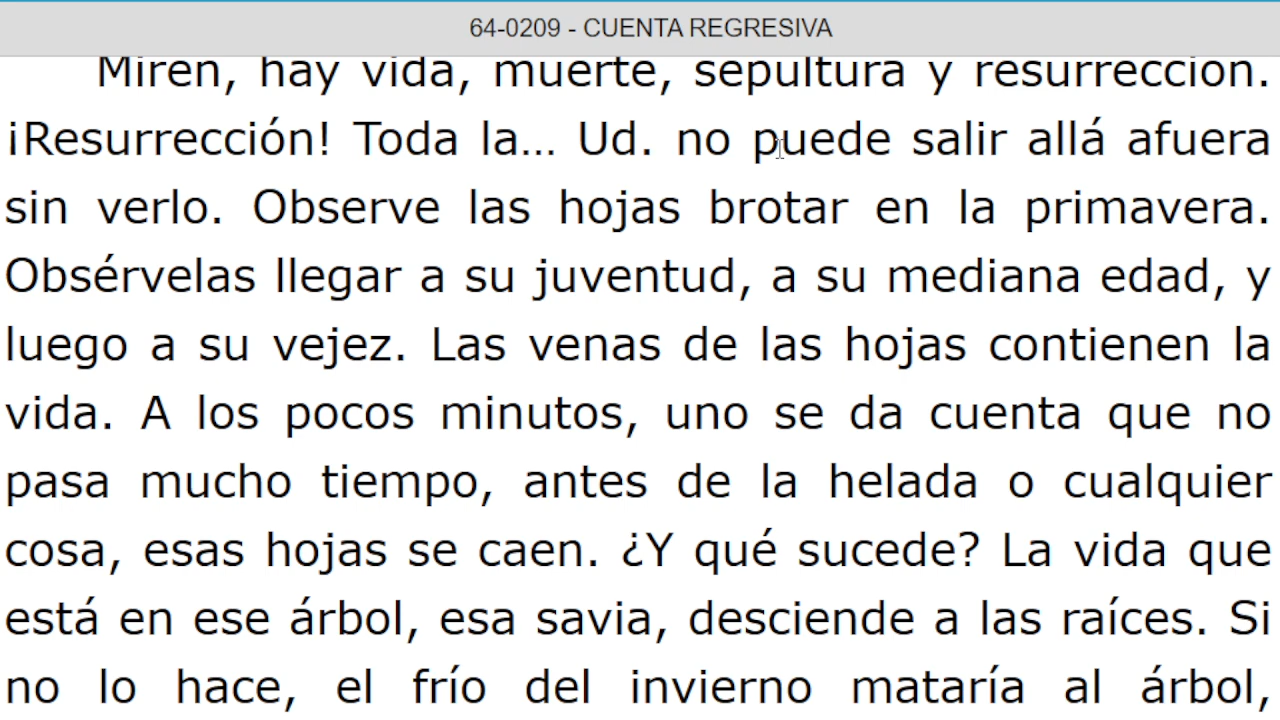 64-0209 - CUENTA REGRESIVA
Miren, hay vida, muerte, sepultura y resurrección.
¡Resurrección! Toda la... Ud. no puede salir allá afuera
sin verlo. Observe las hojas brotar en la primavera.
Obsérvelas llegar a su juventud, a su mediana edad, y
luego a su vejez. Las venas de las hojas contienen la
vida. A los pocos minutos, uno se da cuenta que no
pasa mucho tiempo, antes de la helada o cualquier
cosa, esas hojas se caen. ¿Y qué sucede? La vida que
está en ese árbol, esa savia, desciende a las raíces. Si
no lo hace, el frío del invierno mataría al árbol,